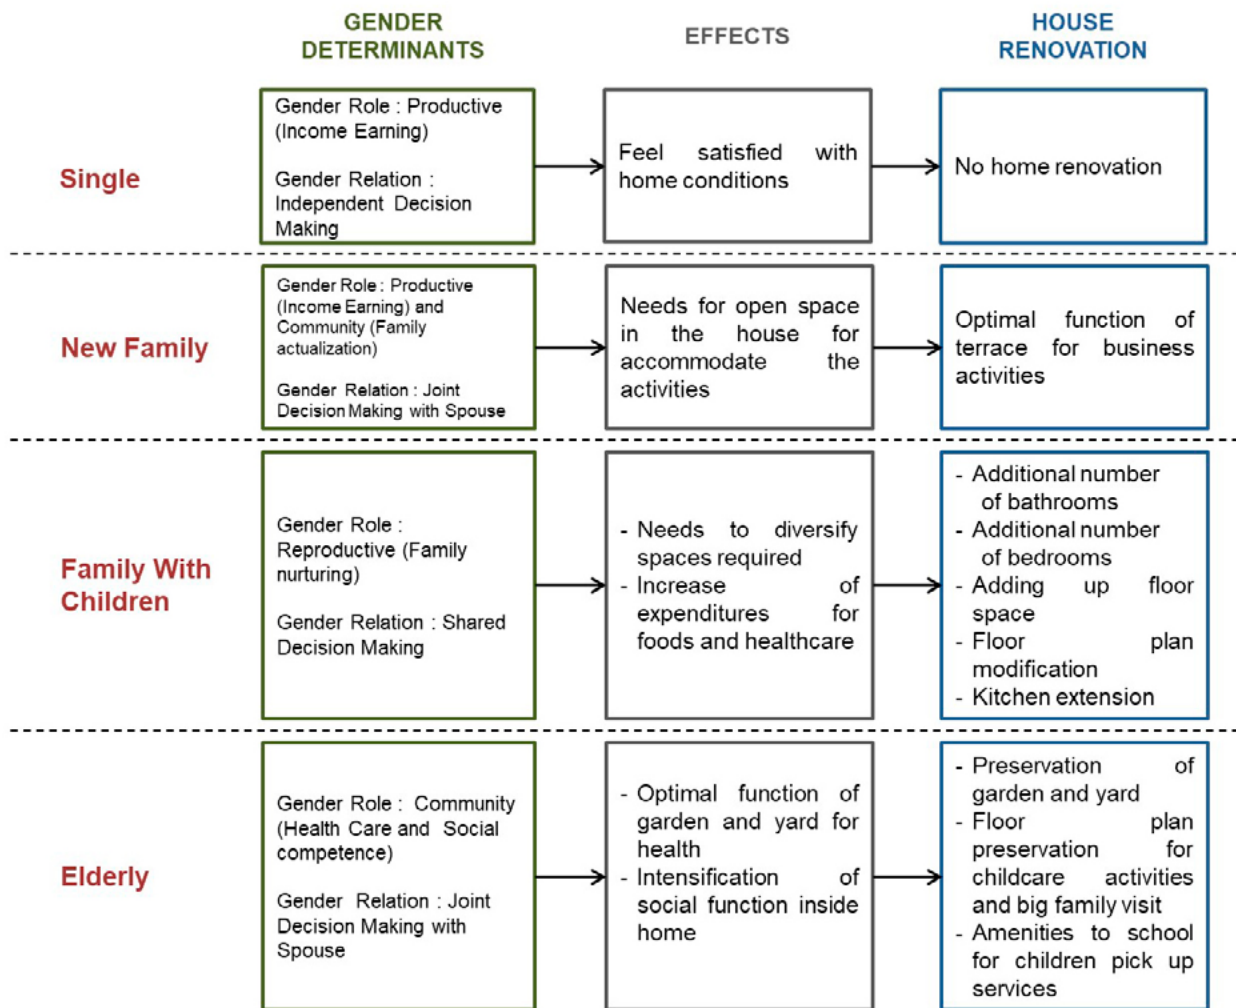 GENDER
DETERMINANTS
EFFECTS
HOUSE
RENOVATION
Single
Gender Role : Productive
(Income Earning)
Gender Relation :
Independent Decision
Making
Feel satisfied with
home conditions
No home renovation
New Family
Gender Role : Productive
(Income Earning) and
Community (Family
actualization)
Gender Relation : Joint
Decision Making with Spouse
Needs for open space
in the house for
accommodate the
activities
Optimal function of
terrace for business
activities
Family With
Children
Gender Role :
Reproductive (Family
nurturing)
Gender Relation : Shared
Decision Making
- Needs to diversify
spaces required
- Increase of
expenditures for
foods and healthcare
- Additional number
of bathrooms
- Additional number
of bedrooms
- Adding up floor
space
- Floor plan
modification
- Kitchen extension
Elderly
Gender Role : Community
(Health Care and Social
competence)
Gender Relation : Joint
Decision Making with
Spouse
- Optimal function of
garden and yard for
health
- Intensification of
social function inside
home
- Preservation of
garden and yard
- Floor plan
preservation for
childcare activities
and big family visit
- Amenities to school
for children pick up
services